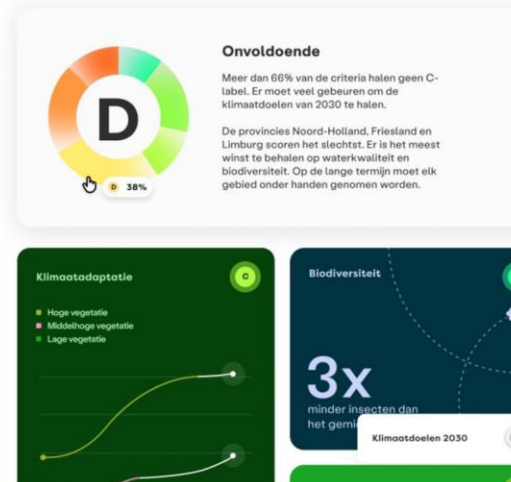 Onvoldoende
Meer dan 66% van de criteria halen geen C-
label. Er moet veel gebeuren om de
klimaatdoelen van 2030 te halen.
De provincies Noord-Holland, Friesland en
Limburg scoren het slechtst. Er is het meest
winst te behalen op waterkwaliteit en
biodiversiteit. Op de lange termijn moet elk
gebied onder handen genomen worden.
D
D 38%
Klimaatadaptatie
C
Hoge vegetatie
Middelhoge vegetatie
Lage vegetatie
Biodiversiteit
3x
minder insecten dan
het
Klimaatdoelen 2030